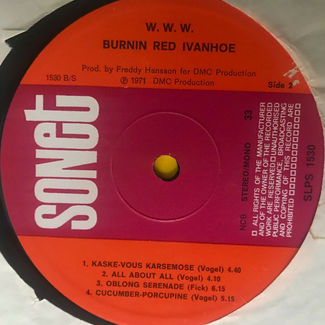 W. W. W.
BURNIN RED IVANHOE
Prod. by Freddy Hansson for DMC Production
1530 B/S
Ⓟ 1971 DMC Production
Side 2
sonet
NCB STEREO/MONO 33
□ ALL RIGHTS OF THE MANUFACTURER
AND OF THE OWNER OF THE RECORDED
WORK ARE RESERVED □ UNAUTHORISED
PUBLIC PERFORMANCE, BROADCASTING
AND COPYING OF THIS RECORD ARE
PROHIBITED □ □ □ □ □ □ □ □ □ □
SLPS 1530
1. KASKE-VOUS KARSEMOSE (Vogel) 4.40
2. ALL ABOUT ALL (Vogel) 4.10
3. OBLONG SERENADE (Fick) 6.15
4. CUCUMBER-PORCUPINE (Vogel) 5.15